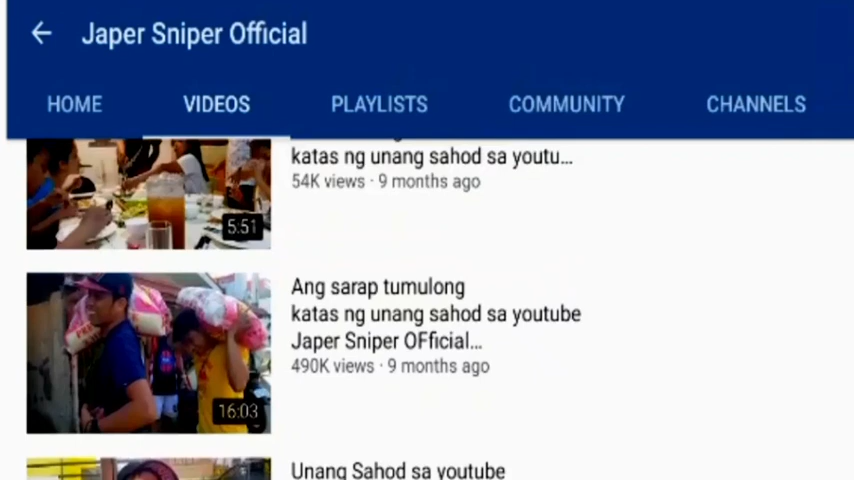 Japer Sniper Official
HOME VIDEOS PLAYLISTS COMMUNITY CHANNELS
katas ng unang sahod sa youtu...
54K views · 9 months ago
5:51
Ang sarap tumulong
katas ng unang sahod sa youtube
Japer Sniper OFficial...
490K views · 9 months ago
16:03
Unang Sahod sa youtube